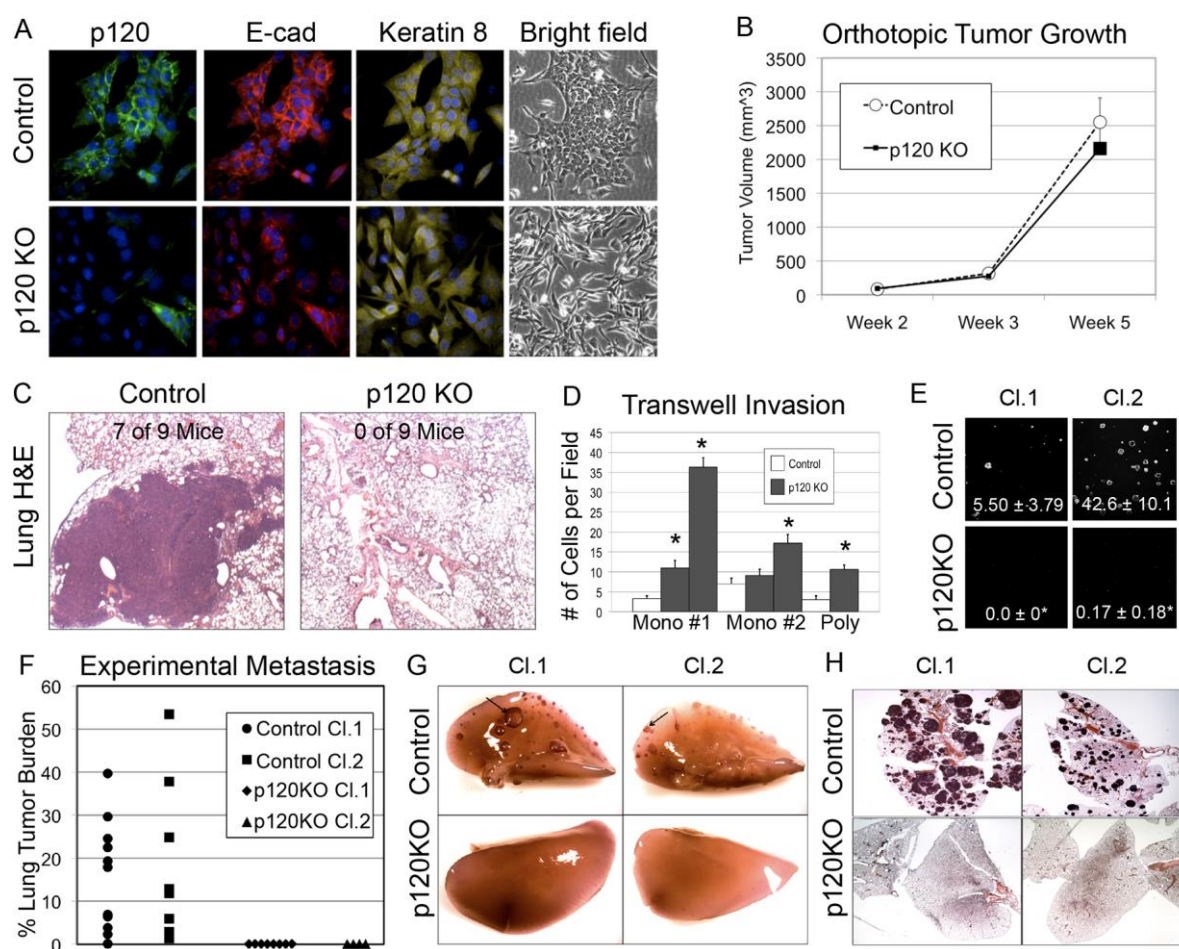 A
p120
E-cad
Keratin 8
Bright field
Control
p120 KO
B
Orthotopic Tumor Growth
Tumor Volume (mm^3)
3500
3000
2500
2000
1500
1000
500
0
Control
p120 KO
Week 2
Week 3
Week 5
C
Control
p120 KO
Lung H&E
7 of 9 Mice
0 of 9 Mice
D
Transwell Invasion
# of Cells per Field
45
40
35
30
25
20
15
10
5
0
Control
p120 KO
*
*
*
*
Mono #1
Mono #2
Poly
E
Cl.1
Cl.2
Control
5.50 ± 3.79
42.6 ± 10.1
p120KO
0.0 ± 0*
0.17 ± 0.18*
F
Experimental Metastasis
% Lung Tumor Burden
60
50
40
30
20
10
0
Control Cl.1
Control Cl.2
p120KO Cl.1
p120KO Cl.2
G
Cl.1
Cl.2
Control
p120KO
H
Cl.1
Cl.2
Control
p120KO